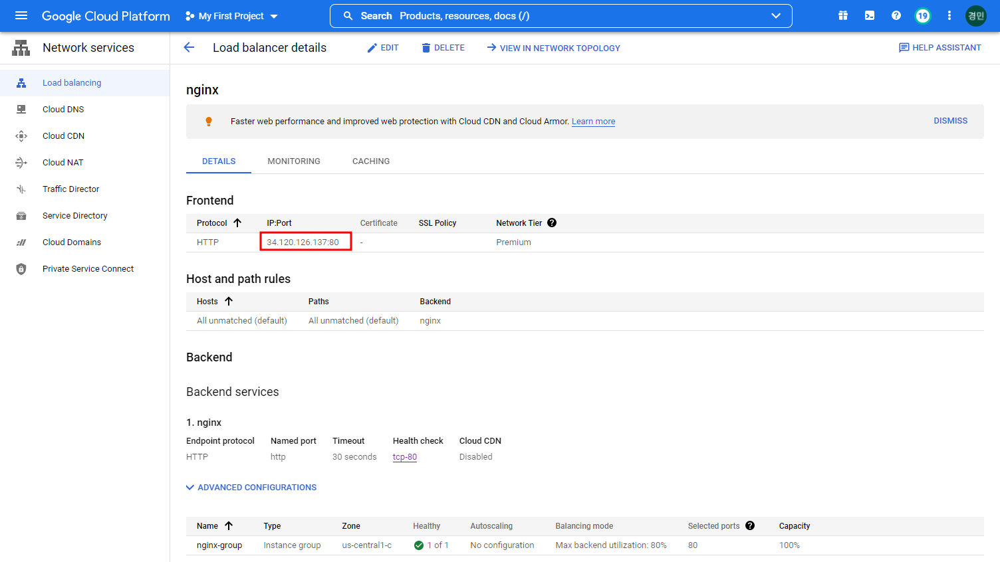 Google Cloud Platform
My First Project
Search Products, resources, docs (/)
19
경민
Network services
Load balancer details
EDIT
DELETE
VIEW IN NETWORK TOPOLOGY
HELP ASSISTANT
Load balancing
Cloud DNS
Cloud CDN
Cloud NAT
Traffic Director
Service Directory
Cloud Domains
Private Service Connect
nginx
Faster web performance and improved web protection with Cloud CDN and Cloud Armor. Learn more
DISMISS
DETAILS
MONITORING
CACHING
Frontend
Protocol IP:Port Certificate SSL Policy Network Tier
HTTP 34.120.126.137:80 - Premium
Host and path rules
Hosts Paths Backend
All unmatched (default) All unmatched (default) nginx
Backend
Backend services
1. nginx
Endpoint protocol Named port Timeout Health check Cloud CDN
HTTP http 30 seconds tcp-80 Disabled
ADVANCED CONFIGURATIONS
Name Type Zone Healthy Autoscaling Balancing mode Selected ports Capacity
nginx-group Instance group us-central1-c 1 of 1 No configuration Max backend utilization: 80% 80 100%